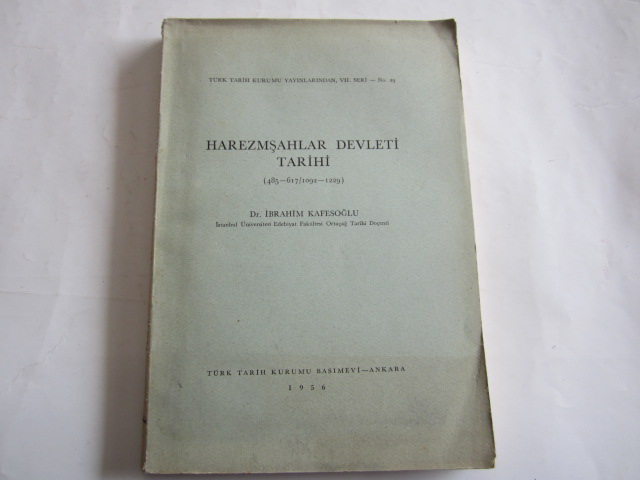 TÜRK TARİH KURUMU YAYINLARINDAN, VII. SERİ — No. 29
HAREZMŞAHLAR DEVLETİ
TARİHİ
(485—617/1092—1229)
Dr. İBRAHİM KAFESOĞLU
İstanbul Üniversitesi Edebiyat Fakültesi Ortaçağ Tarihi Doçenti
TÜRK TARİH KURUMU BASIMEVİ—ANKARA
1956